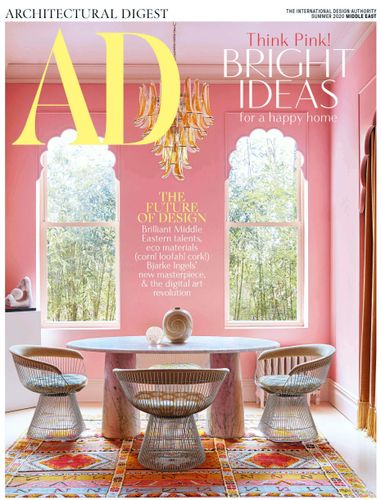 ARCHITECTURAL DIGEST
THE INTERNATIONAL DESIGN AUTHORITY
SUMMER 2020 MIDDLE EAST
AD
Think Pink!
BRIGHT
IDEAS
for a happy home
THE
FUTURE
OF DESIGN
Brilliant Middle
Eastern talents,
eco materials
(corn! loofah! cork!)
Bjarke Ingels'
new masterpiece,
& the digital art
revolution